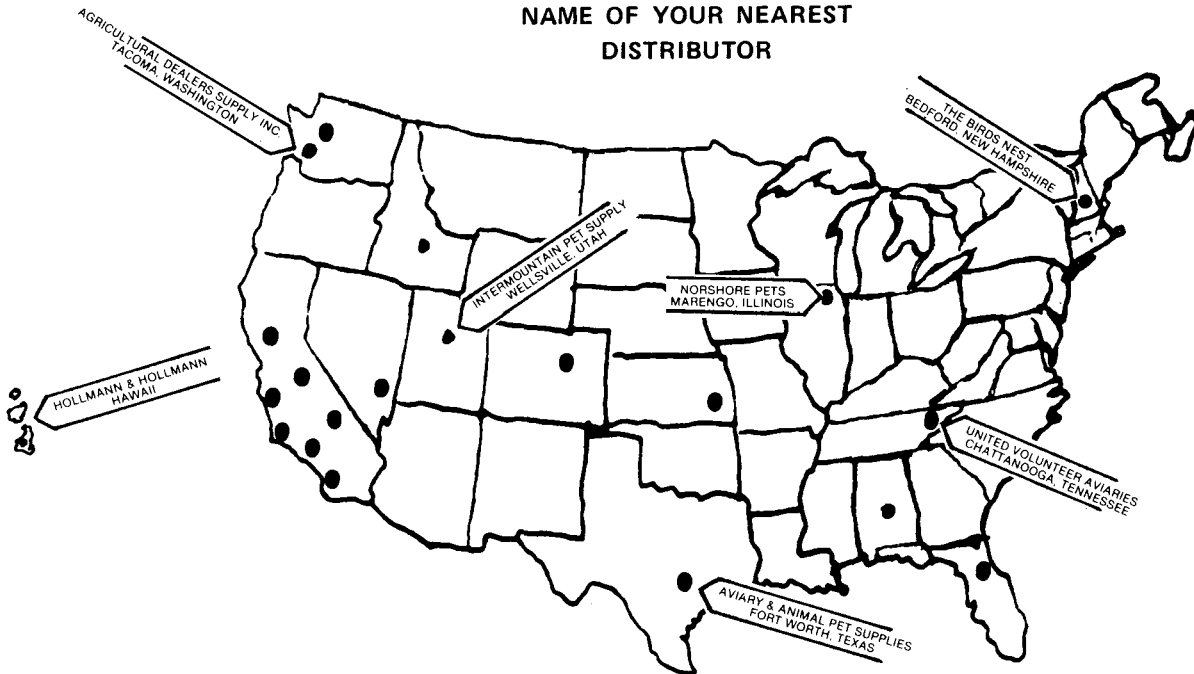 NAME OF YOUR NEAREST
DISTRIBUTOR
AGRICULTURAL DEALERS SUPPLY INC.
TACOMA, WASHINGTON
THE BIRDS NEST
BEDFORD, NEW HAMPSHIRE
INTERMOUNTAIN PET SUPPLY
WELLSVILLE, UTAH
NORSHORE PETS
MARENGO, ILLINOIS
HOLLMANN & HOLLMANN
HAWAII
UNITED VOLUNTEER AVIARIES
CHATTANOOGA, TENNESSEE
AVIARY & ANIMAL PET SUPPLIES
FORT WORTH, TEXAS